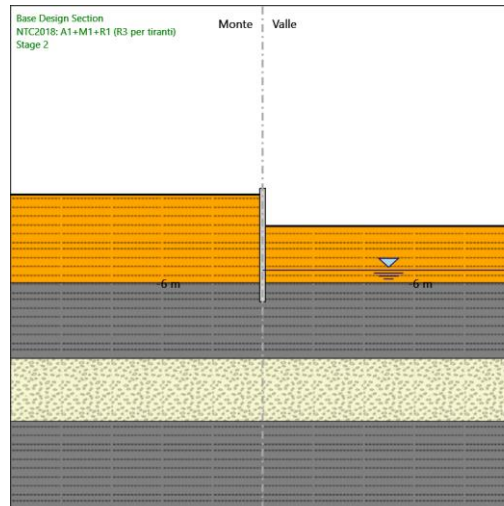 Base Design Section
NTC2018: A1+M1+R1 (R3 per tiranti)
Stage 2
Monte
Valle
-6 m
-6 m